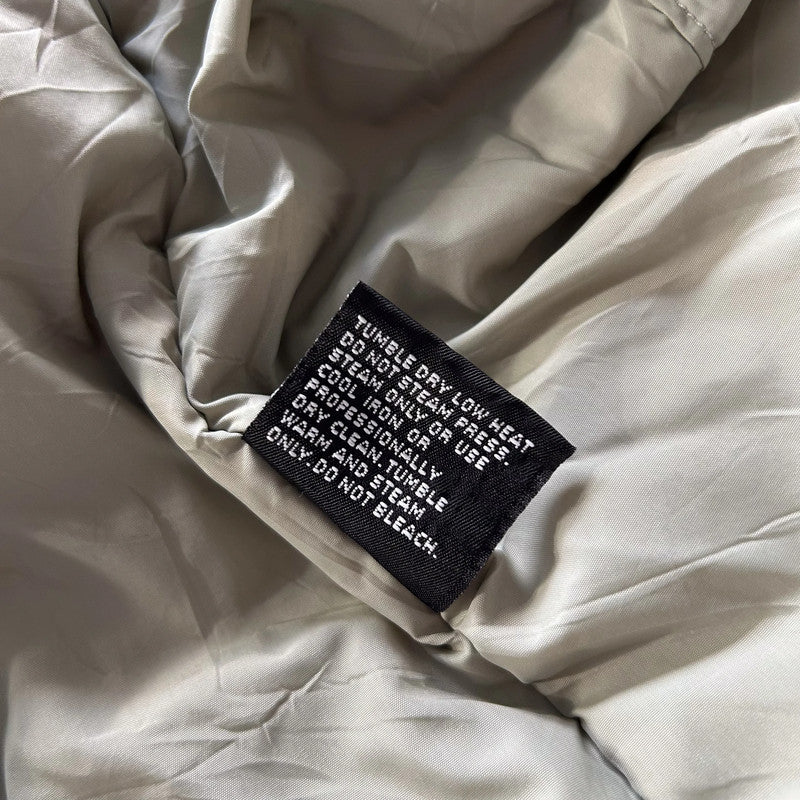 TUMBLE DRY LOW HEAT
DO NOT STEAM PRESS.
STEAM ONLY OR USE
COOL IRON, OR
PROFESSIONALLY
DRY CLEAN. TUMBLE
WARM AND STEAM
ONLY. DO NOT BLEACH.